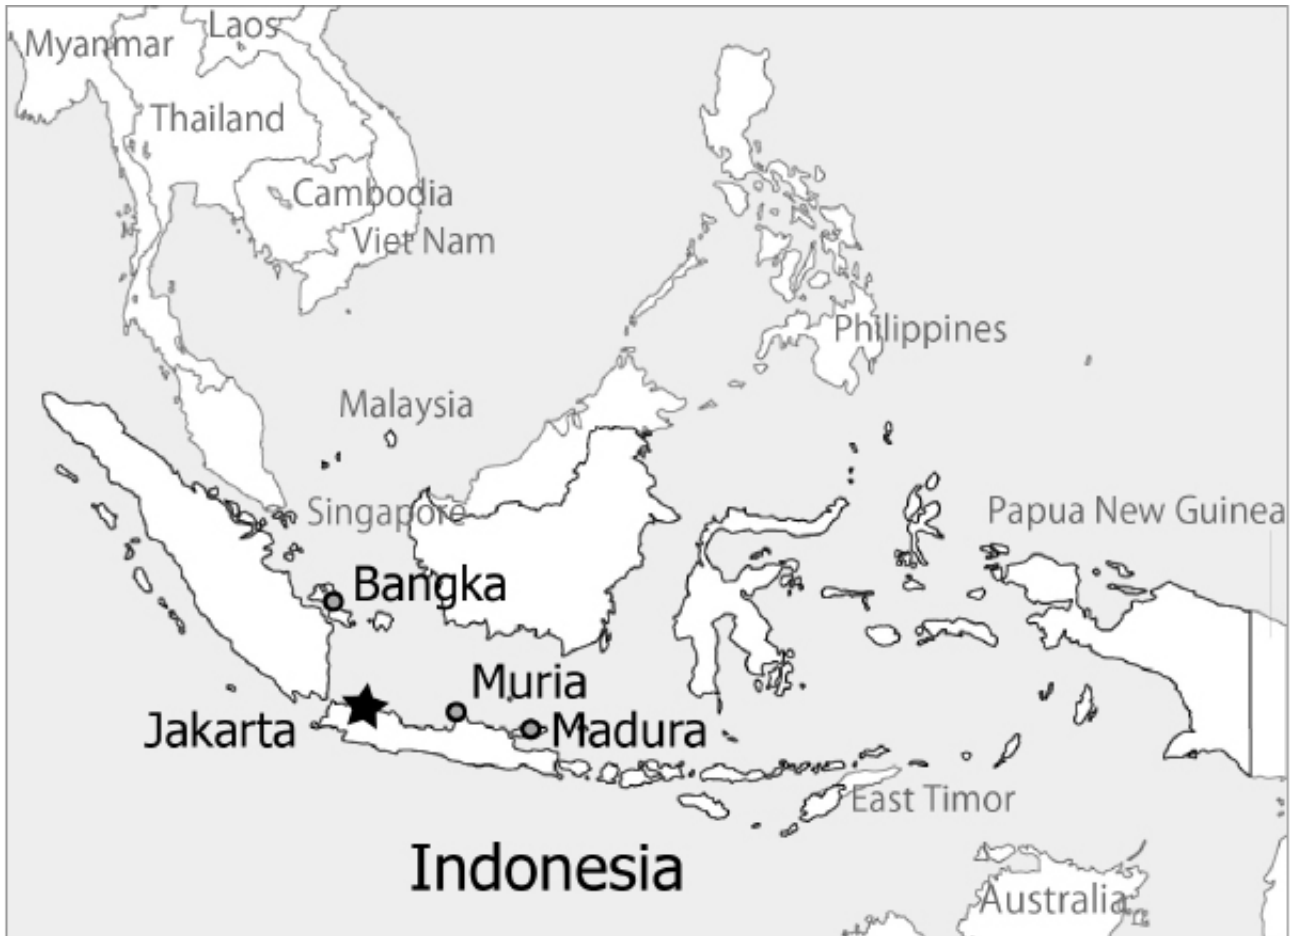 Laos
Myanmar
Thailand
Cambodia
Viet Nam
Philippines
Malaysia
Singapore
Papua New Guinea
Bangka
Muria
Jakarta
Madura
East Timor
Indonesia
Australia